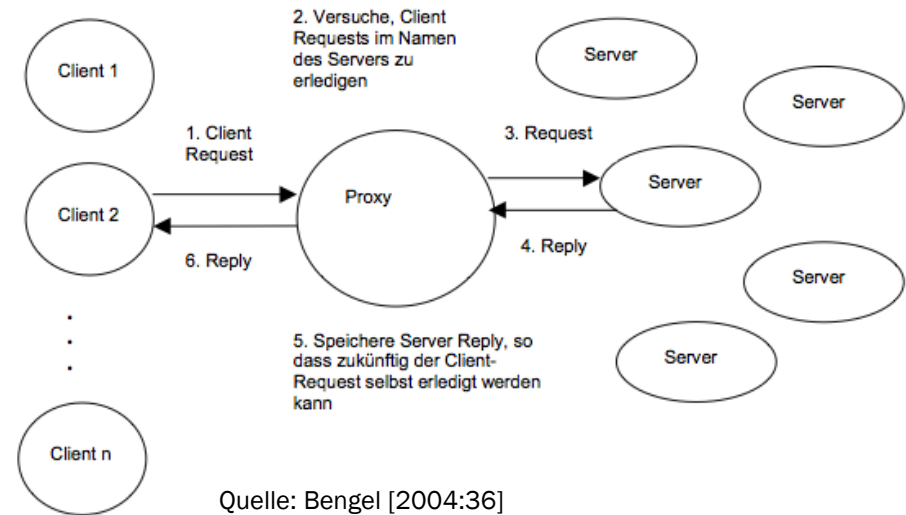 2. Versuche, Client
Requests im Namen
des Servers zu
erledigen
Client 1
Server
Server
1. Client
Request
3. Request
Proxy
Server
Client 2
4. Reply
6. Reply
Server
.
.
.
5. Speichere Server Reply, so
dass zukünftig der Client-
Request selbst erledigt werden
kann
Server
Client n
Quelle: Bengel [2004:36]